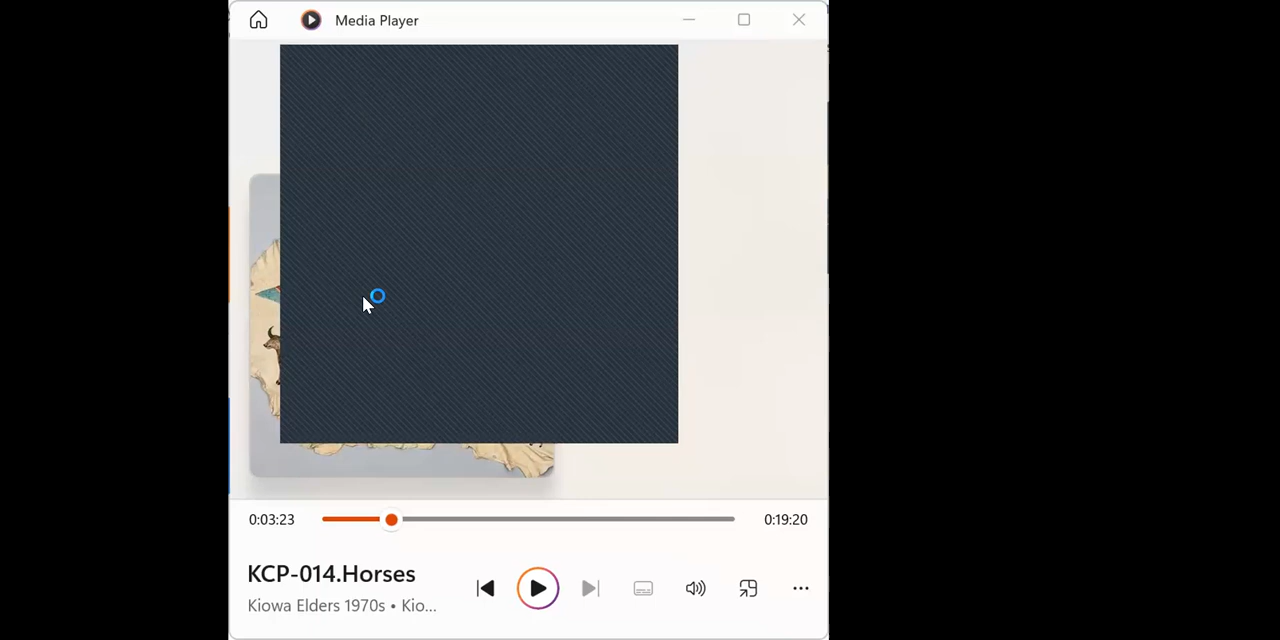 Media Player
0:03:23
0:19:20
KCP-014.Horses
Kiowa Elders 1970s • Kio...